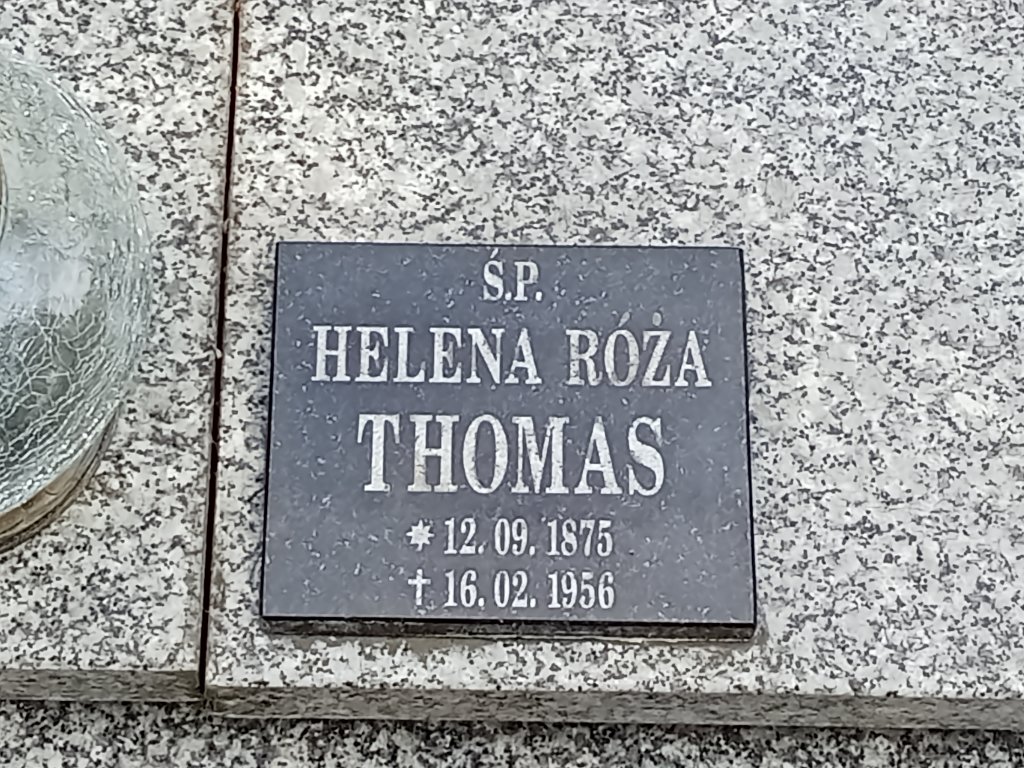 Ś.P.
HELENA RÓŻA
THOMAS
* 12. 09. 1875
† 16. 02. 1956